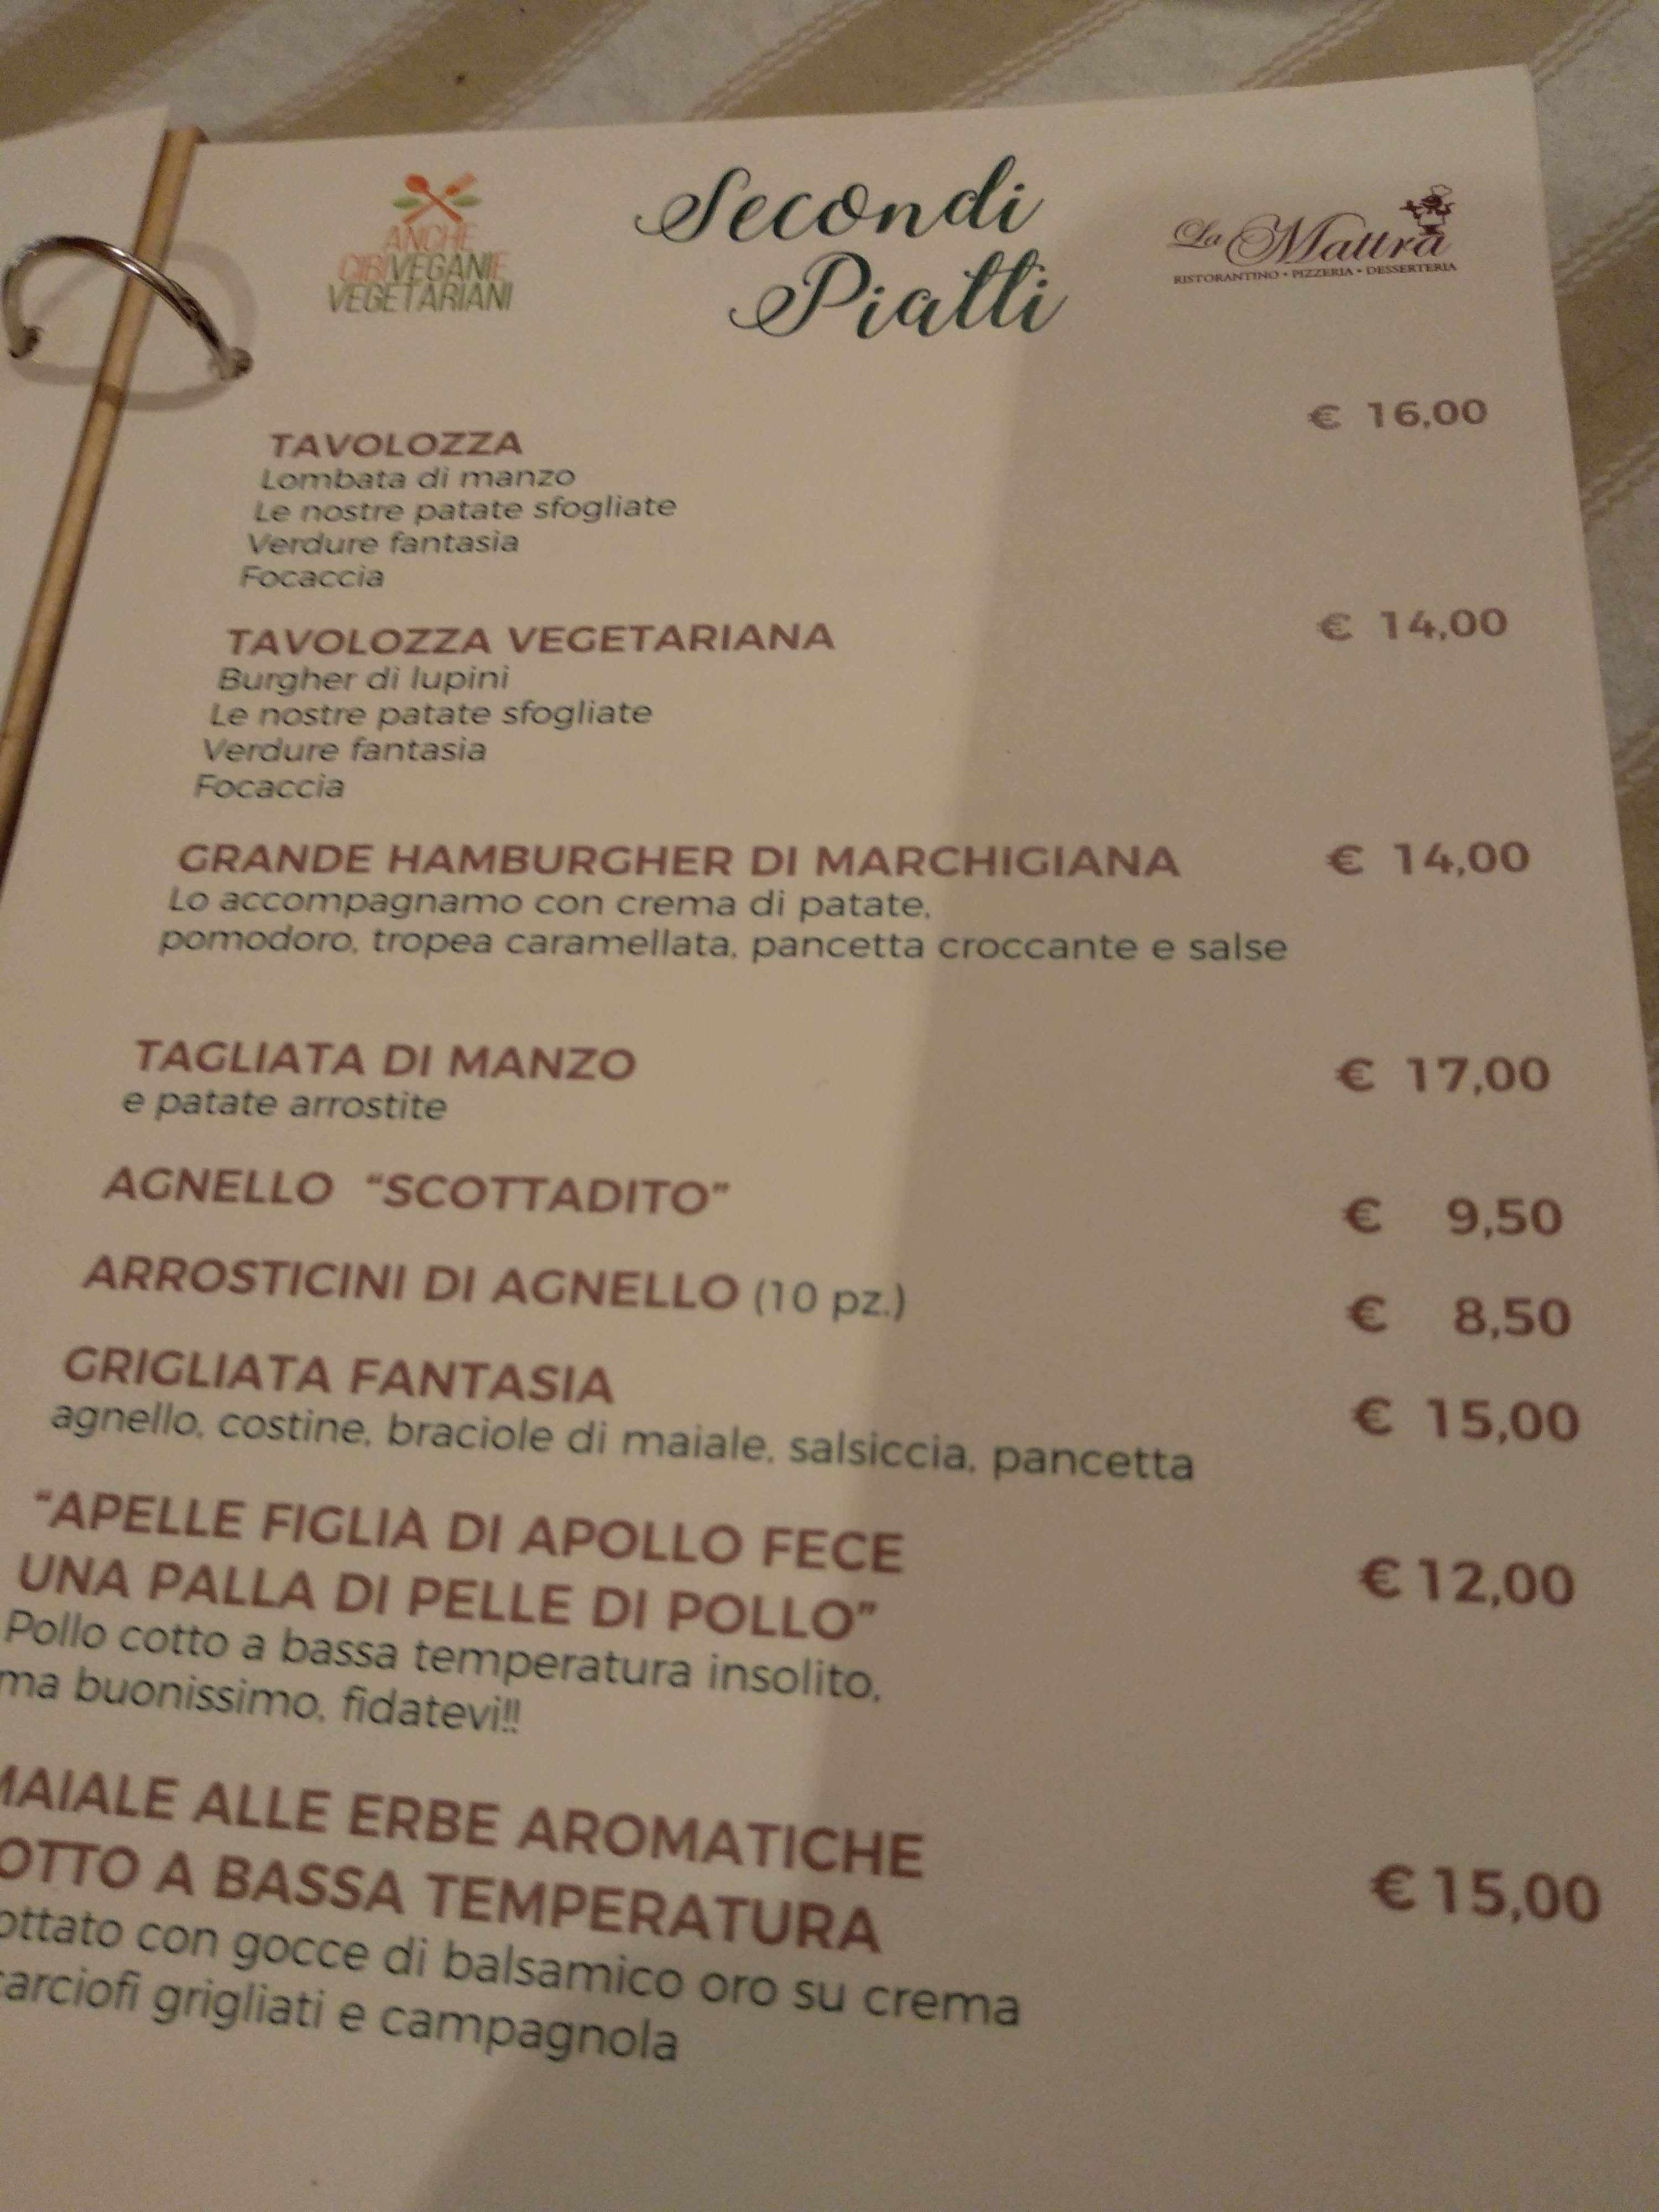 ANCHE
CIBI VEGANI E
VEGETARIANI
Secondi
Piatti
La Mattra
RISTORANTINO • PIZZERIA • DESSERTERIA
TAVOLOZZA € 16,00
Lombata di manzo
Le nostre patate sfogliate
Verdure fantasia
Focaccia
TAVOLOZZA VEGETARIANA € 14,00
Burgher di lupini
Le nostre patate sfogliate
Verdure fantasia
Focaccia
GRANDE HAMBURGHER DI MARCHIGIANA € 14,00
Lo accompagnamo con crema di patate,
pomodoro, tropea caramellata, pancetta croccante e salse
TAGLIATA DI MANZO € 17,00
e patate arrostite
AGNELLO "SCOTTADITO" € 9,50
ARROSTICINI DI AGNELLO (10 pz.) € 8,50
GRIGLIATA FANTASIA € 15,00
agnello, costine, braciole di maiale, salsiccia, pancetta
"APELLE FIGLIA DI APOLLO FECE
UNA PALLA DI PELLE DI POLLO" € 12,00
Pollo cotto a bassa temperatura insolito,
ma buonissimo, fidatevi!!
MAIALE ALLE ERBE AROMATICHE
OTTO A BASSA TEMPERATURA € 15,00
ottato con gocce di balsamico oro su crema
carciofi grigliati e campagnola